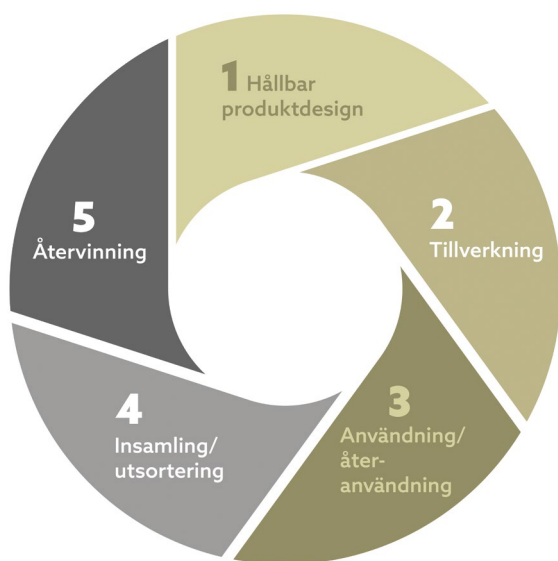 1 Hållbar
produktdesign
2
Tillverkning
3
Användning/
åter-
användning
4
Insamling/
utsortering
5
Återvinning